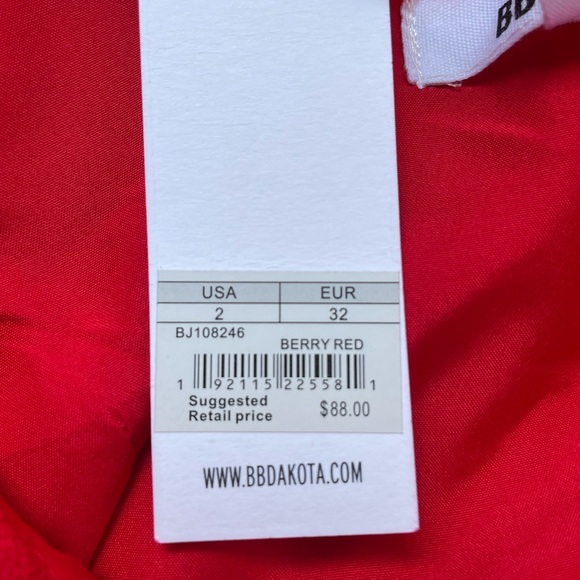 BB
USA EUR
2 32
BJ108246
BERRY RED
1 92115 22558 1
Suggested
Retail price $88.00
WWW.BBDAKOTA.COM